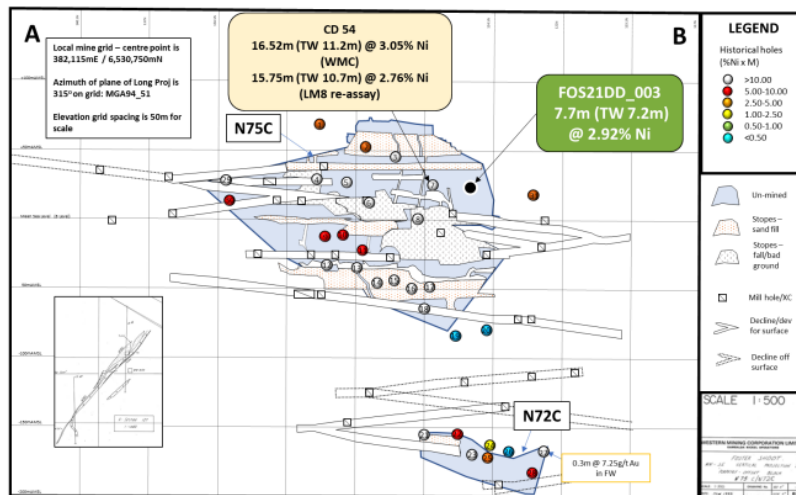 A
B
Local mine grid – centre point is
382,115mE / 6,530,750mN
Azimuth of plane of Long Proj is
315° on grid: MGA94_51
Elevation grid spacing is 50m for
scale
CD 54
16.52m (TW 11.2m) @ 3.05% Ni
(WMC)
15.75m (TW 10.7m) @ 2.76% Ni
(LM8 re-assay)
FOS21DD_003
7.7m (TW 7.2m)
@ 2.92% Ni
N75C
N72C
0.3m @ 7.25g/t Au
in FW
LEGEND
Historical holes
(%Ni x M)
>10.00
5.00-10.00
2.50-5.00
1.00-2.50
0.50-1.00
<0.50
Un-mined
Stopes –
sand fill
Stopes –
fall/bad
ground
Mill hole/XC
Decline/dev
for surface
Decline off
surface
SCALE 1:500
WESTERN MINING CORPORATION LIM
FOSTER SHOOT